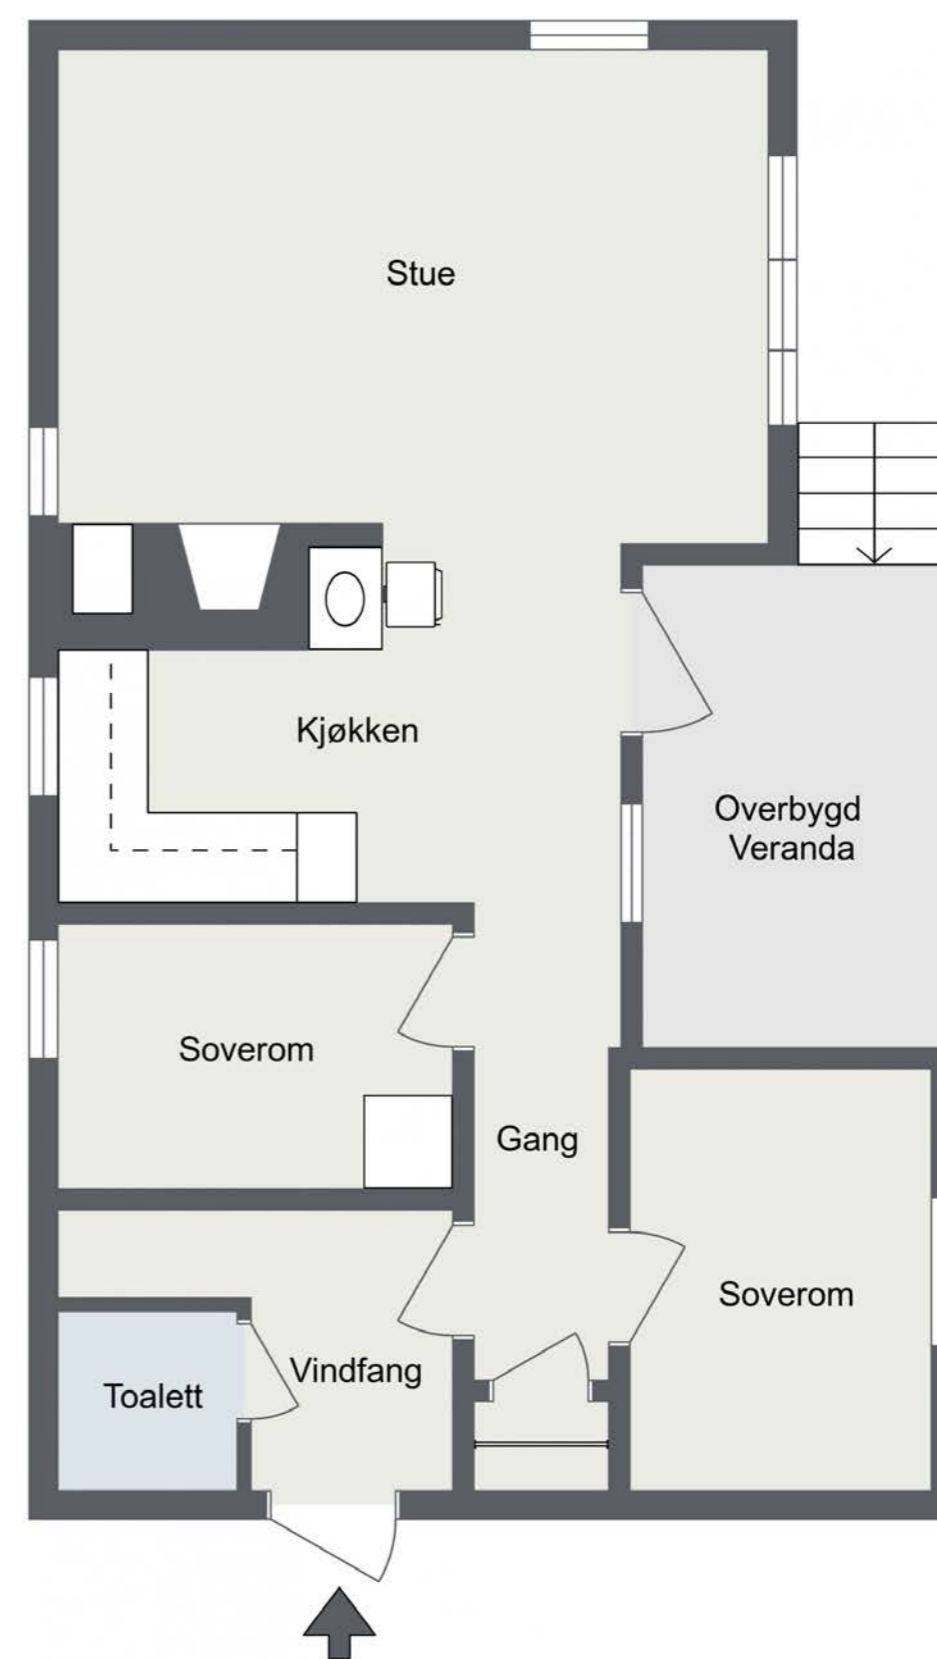 Stue
Kjøkken
Overbygd
Veranda
Soverom
Gang
Soverom
Vindfang
Toalett